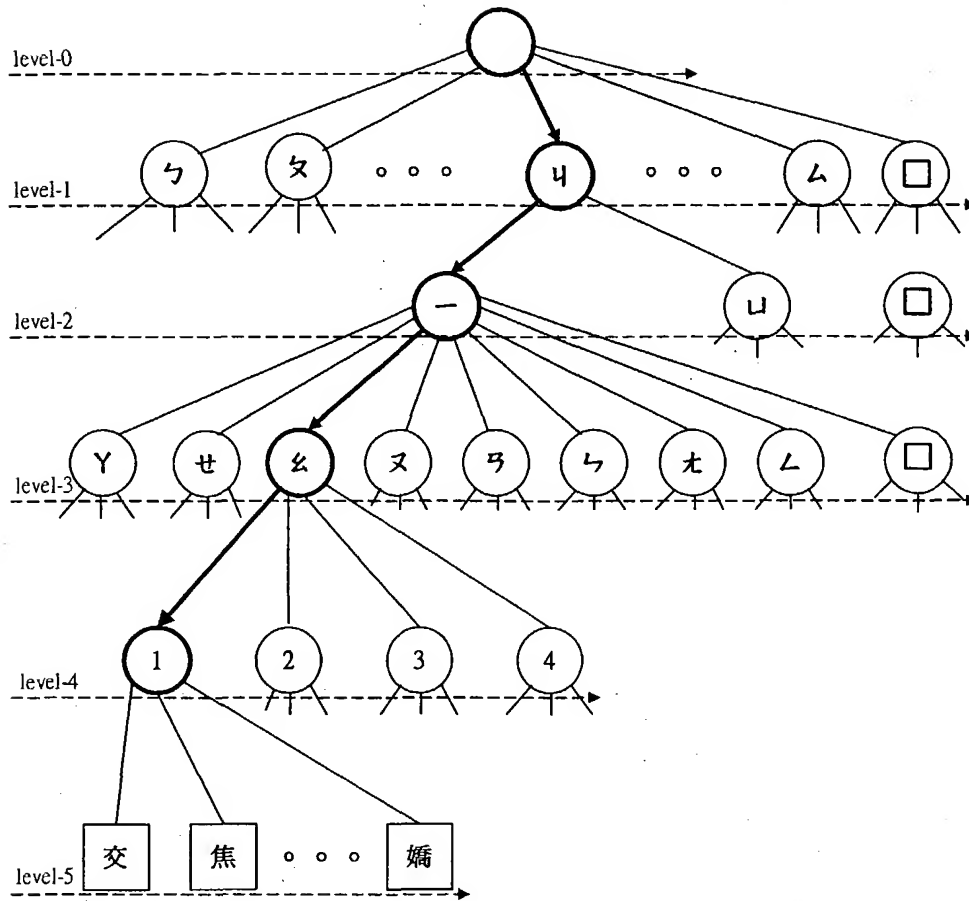 level-0
level-1 ㄅ ㄆ ㄐ ㄙ □
level-2 ㄧ ㄩ □
level-3 ㄚ ㄝ ㄠ ㄡ ㄢ ㄣ ㄤ ㄥ □
level-4 1 2 3 4
level-5 交 焦 嬌